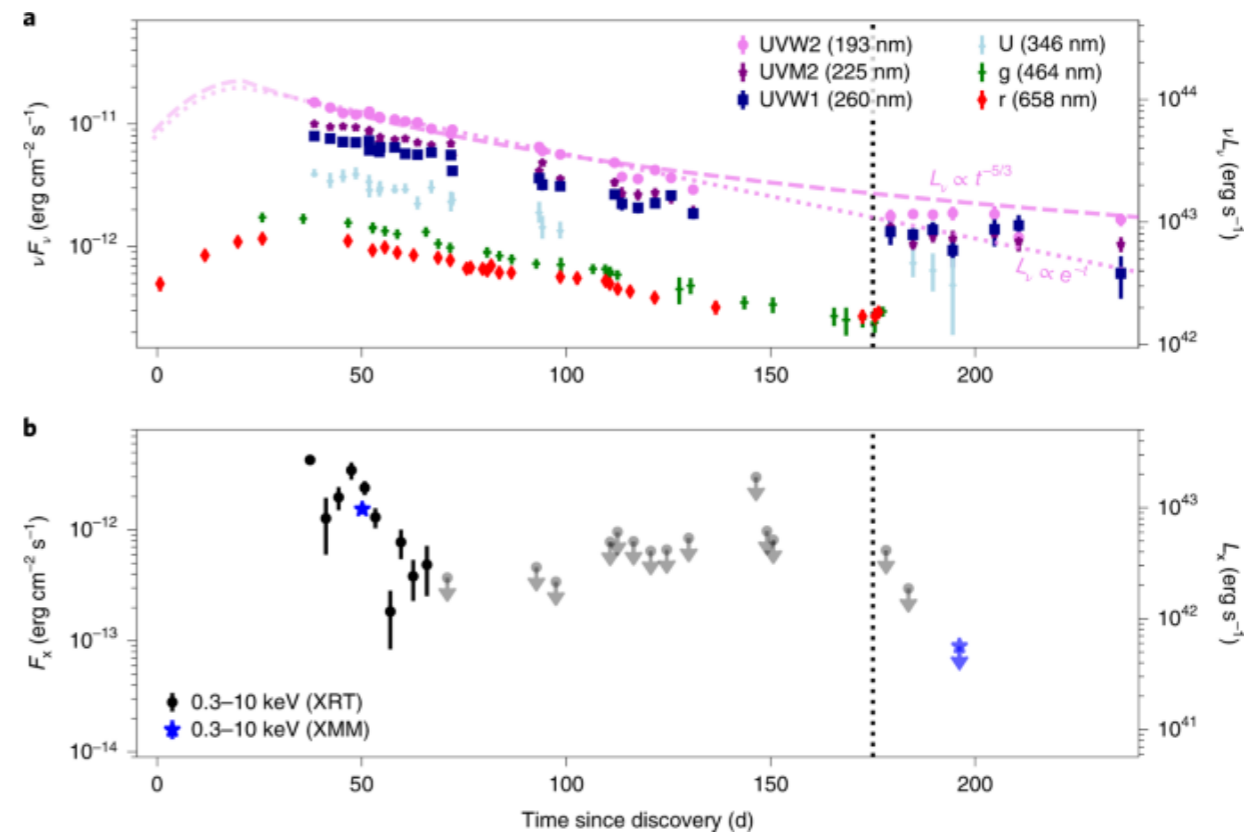 a
νFν (erg cm−2 s−1)
10−11
10−12
UVW2 (193 nm)
UVM2 (225 nm)
UVW1 (260 nm)
U (346 nm)
g (464 nm)
r (658 nm)
Lν ∝ t−5/3
Lν ∝ e−t
1044
1043
1042
νLν (erg s−1)
0 50 100 150 200
b
Fx (erg cm−2 s−1)
10−12
10−13
10−14
0.3–10 keV (XRT)
0.3–10 keV (XMM)
1043
1042
1041
Lx (erg s−1)
0 50 100 150 200
Time since discovery (d)